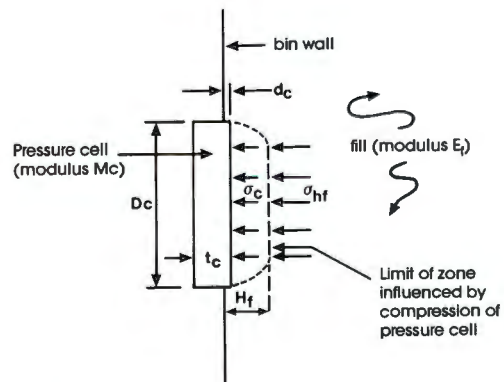 bin wall
d_c
Pressure cell
(modulus Mc)
fill (modulus E_f)
D_c
σ_c
σ_hf
t_c
H_f
Limit of zone
influenced by
compression of
pressure cell